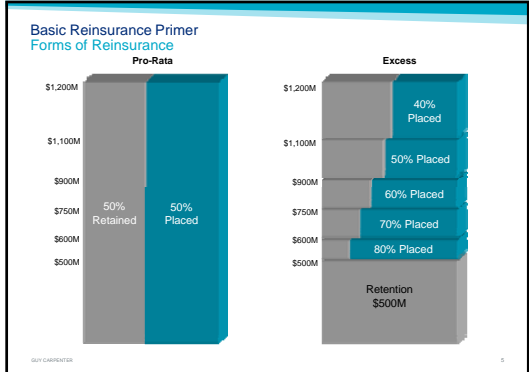 Basic Reinsurance Primer
Forms of Reinsurance
Pro-Rata
$1,200M
$1,100M
$900M
$750M
$600M
$500M
50%
Retained
50%
Placed
Excess
$1,200M
$1,100M
$900M
$750M
$600M
$500M
40%
Placed
50% Placed
60% Placed
70% Placed
80% Placed
Retention
$500M
GUY CARPENTER
5